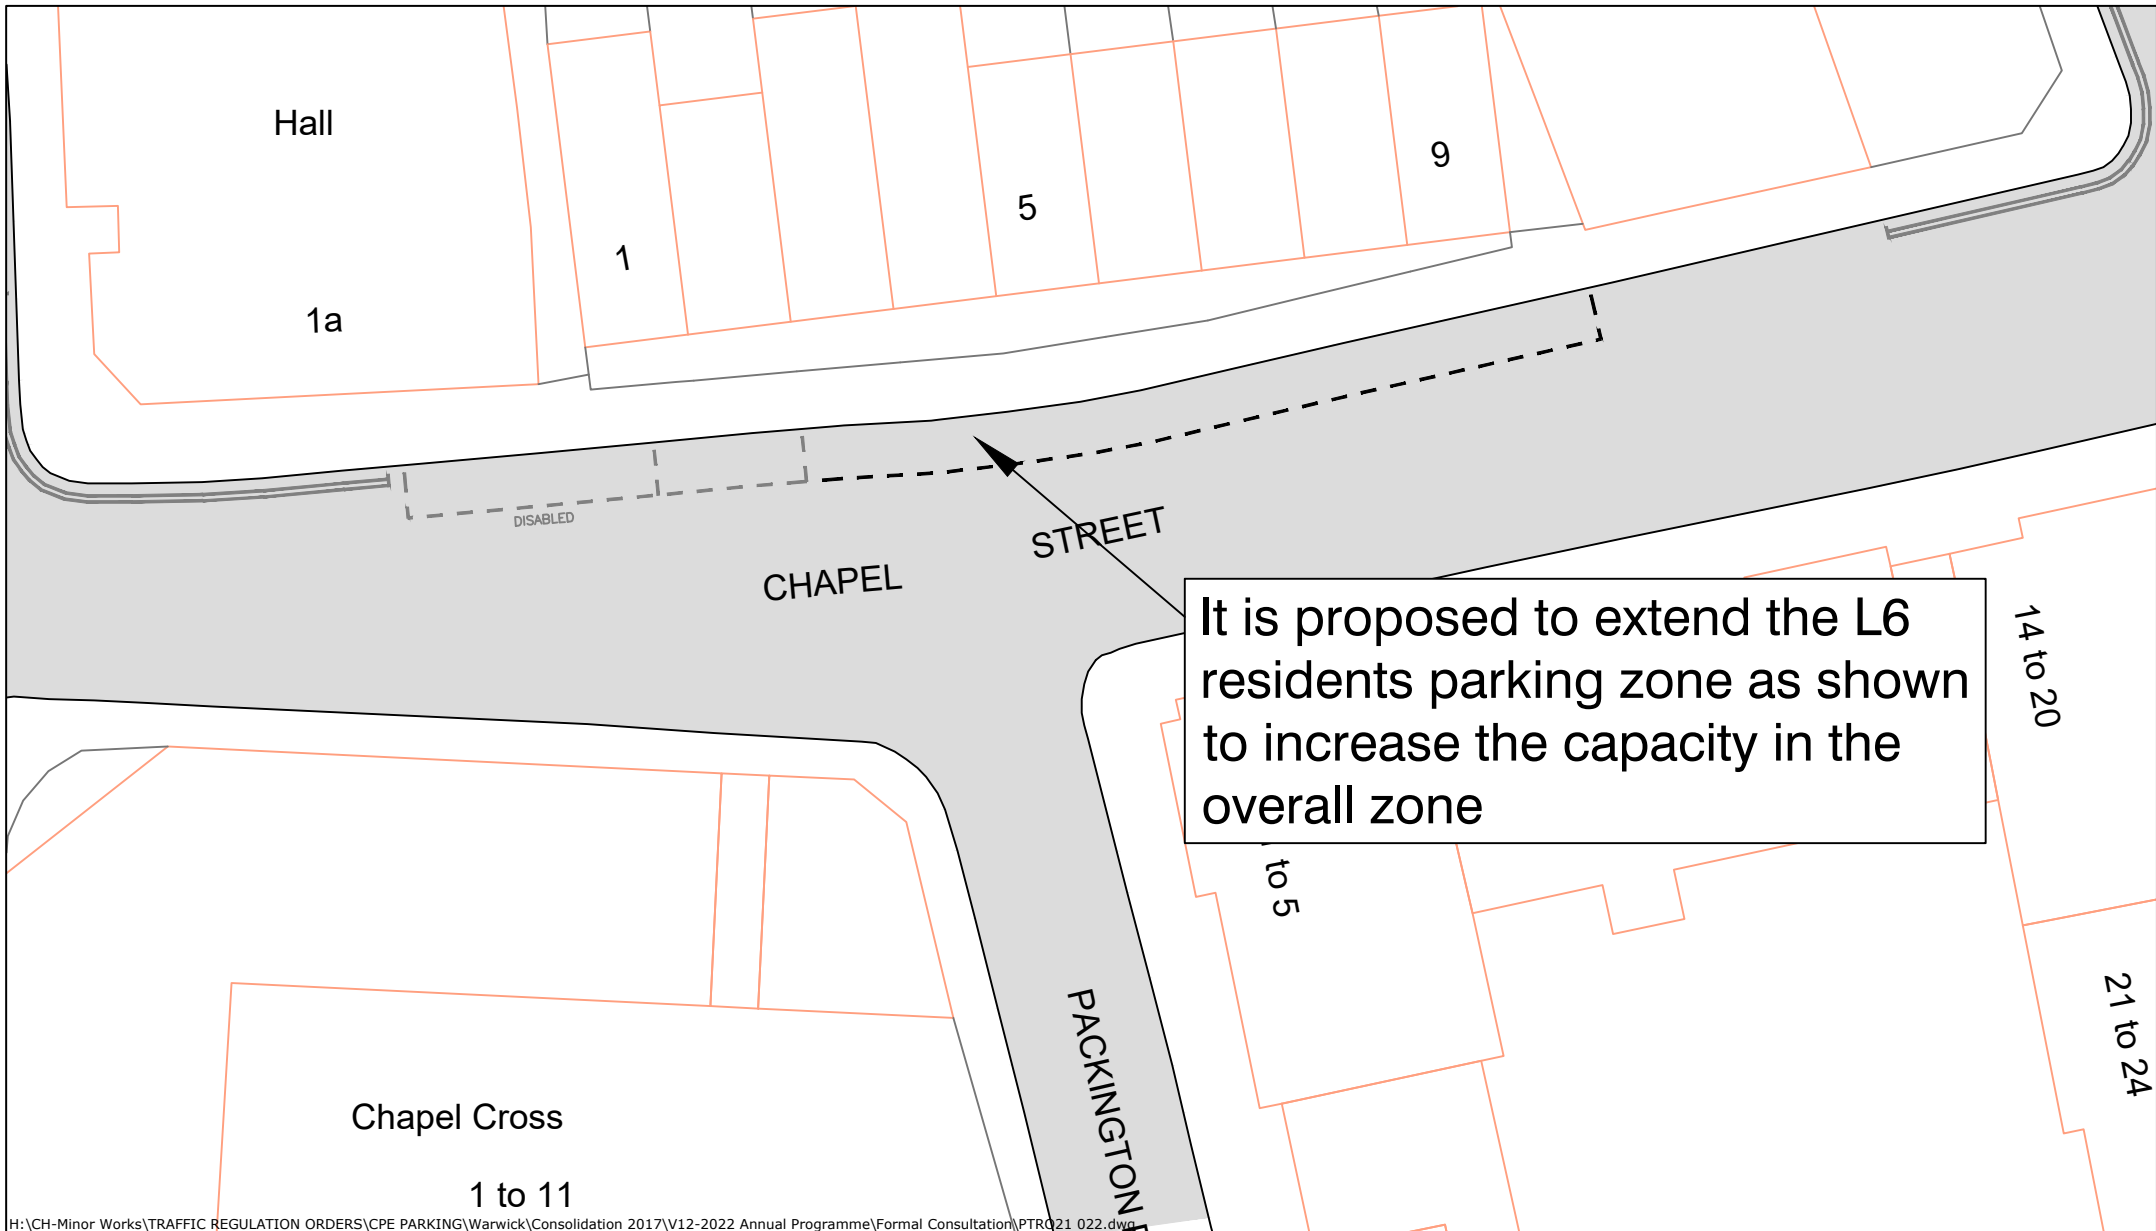 Hall
1a
1
5
9
DISABLED
CHAPEL
STREET
It is proposed to extend the L6
residents parking zone as shown
to increase the capacity in the
overall zone
14 to 20
to 5
21 to 24
PACKINGTON
Chapel Cross
1 to 11
H:\CH-Minor Works\TRAFFIC REGULATION ORDERS\CPE PARKING\Warwick\Consolidation 2017\V12-2022 Annual Programme\Formal Consultation\PTRO21 022.dwg